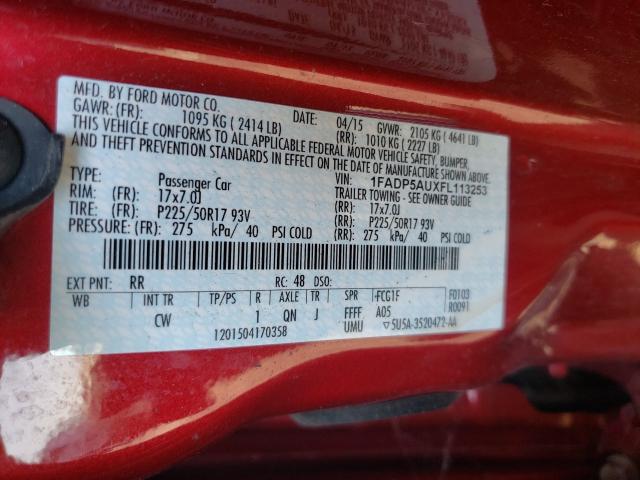 MFD. BY FORD MOTOR CO.
DATE: 04/15 GVWR: 2105 KG ( 4641 LB)
GAWR: (FR): 1095 KG ( 2414 LB) (RR): 1010 KG ( 2227 LB)
THIS VEHICLE CONFORMS TO ALL APPLICABLE FEDERAL MOTOR VEHICLE SAFETY, BUMPER,
AND THEFT PREVENTION STANDARDS IN EFFECT ON THE DATE OF MANUFACTURE SHOWN ABOVE.
VIN: 1FADP5AUXFL113253
TYPE: Passenger Car TRAILER TOWING - SEE OWNER GUIDE
RIM: (FR): 17x7.0J (RR): 17x7.0J
TIRE: (FR): P225/50R17 93V (RR): P225/50R17 93V
PRESSURE: (FR): 275 kPa/ 40 PSI COLD (RR): 275 kPa/ 40 PSI COLD
EXT PNT: RR RC: 48 DSO:
WB INT TR TP/PS R AXLE TR SPR -FCG1F F0103
CW 1 QN J FFFF A05 R0091
1201504170358 UMU ▽5U5A-3520472-AA